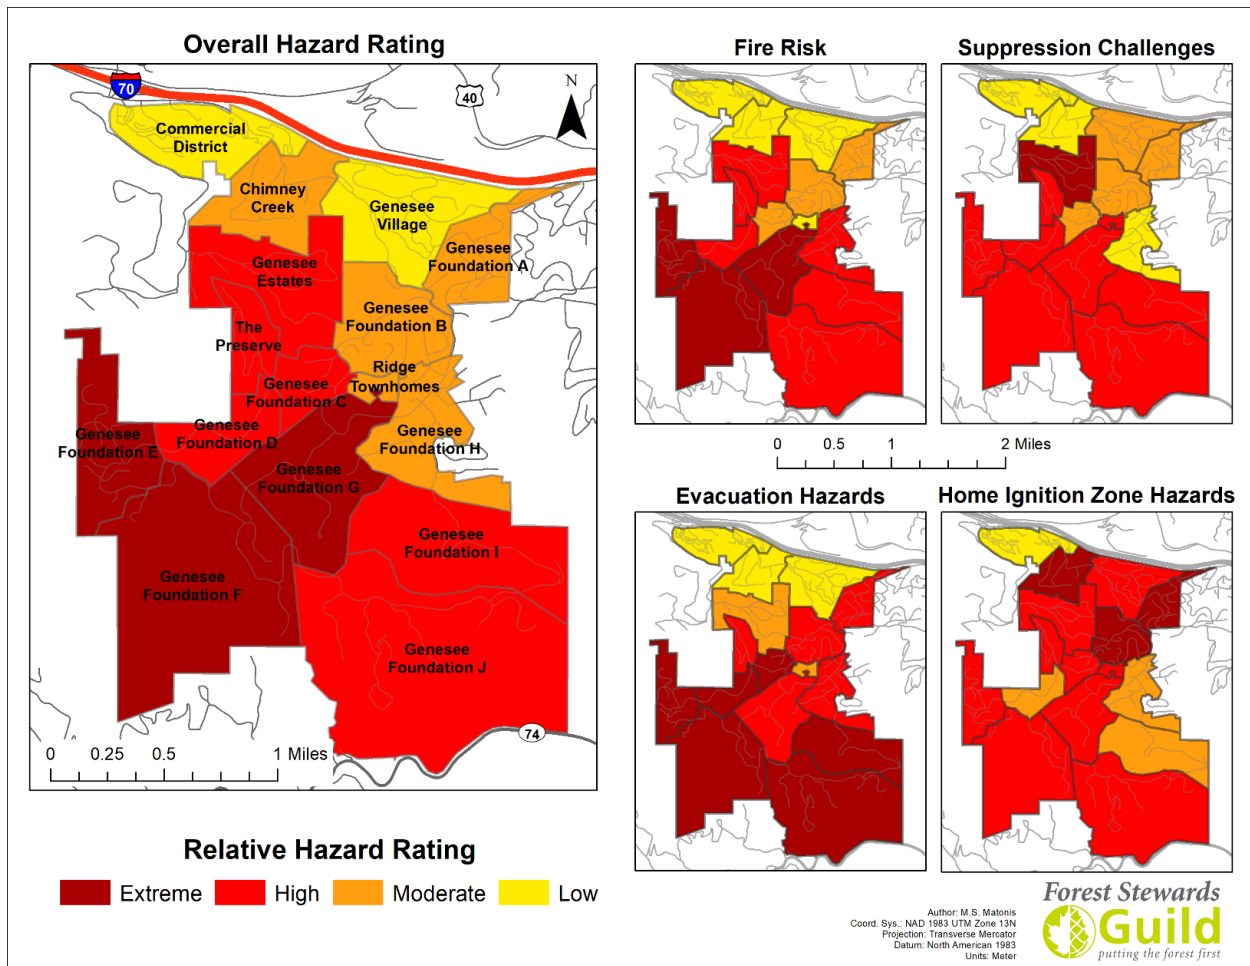 Overall Hazard Rating
70
40
N
Commercial
District
Chimney
Creek
Genesee
Village
Genesee
Foundation A
Genesee
Estates
Genesee
Foundation B
The
Preserve
Ridge
Townhomes
Genesee
Foundation C
Genesee
Foundation D
Genesee
Foundation E
Genesee
Foundation H
Genesee
Foundation G
Genesee
Foundation I
Genesee
Foundation F
Genesee
Foundation J
74
0 0.25 0.5 1 Miles
Relative Hazard Rating
Extreme High Moderate Low
Fire Risk
Suppression Challenges
0 0.5 1 2 Miles
Evacuation Hazards
Home Ignition Zone Hazards
Author: M.S. Matonis
Coord. Sys.: NAD 1983 UTM Zone 13N
Projection: Transverse Mercator
Datum: North American 1983
Units: Meter
Forest Stewards
Guild
putting the forest first